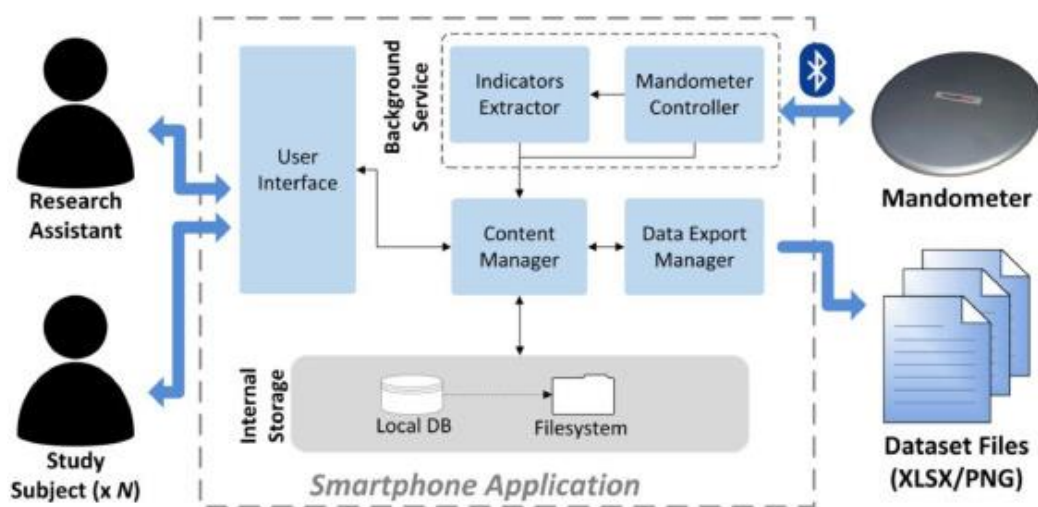 Research
Assistant
Study
Subject (x N)
User
Interface
Background
Service
Indicators
Extractor
Mandometer
Controller
Content
Manager
Data Export
Manager
Internal
Storage
Local DB
Filesystem
Smartphone Application
Mandometer
Dataset Files
(XLSX/PNG)